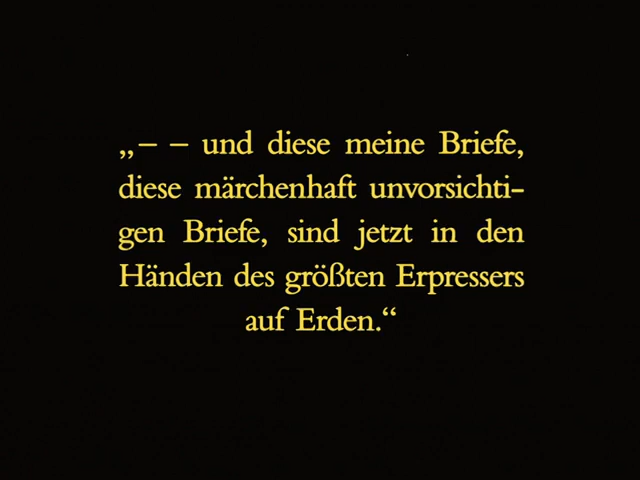 „– – und diese meine Briefe,
diese märchenhaft unvorsichti-
gen Briefe, sind jetzt in den
Händen des größten Erpressers
auf Erden.“